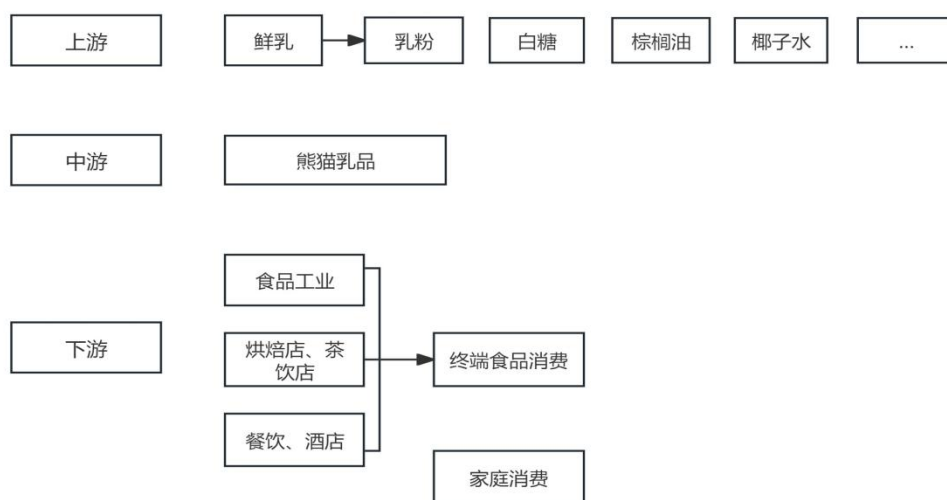 上游
鲜乳
乳粉
白糖
棕榈油
椰子水
...
中游
熊猫乳品
下游
食品工业
烘焙店、茶
饮店
餐饮、酒店
终端食品消费
家庭消费